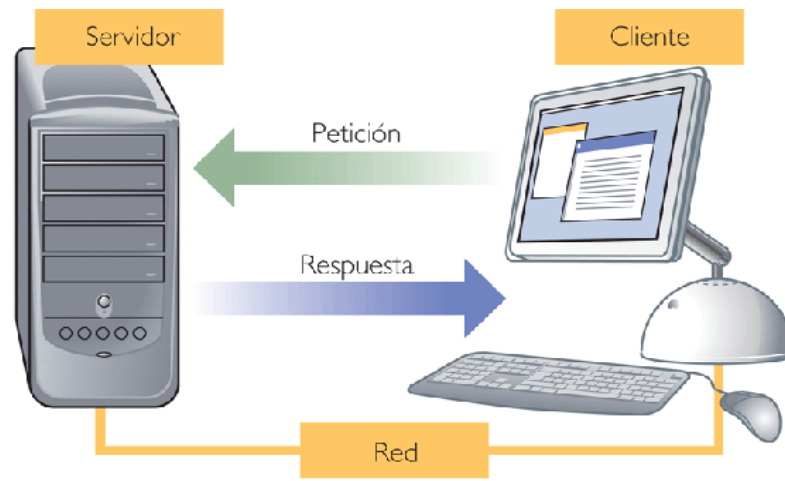 Servidor
Cliente
Petición
Respuesta
Red